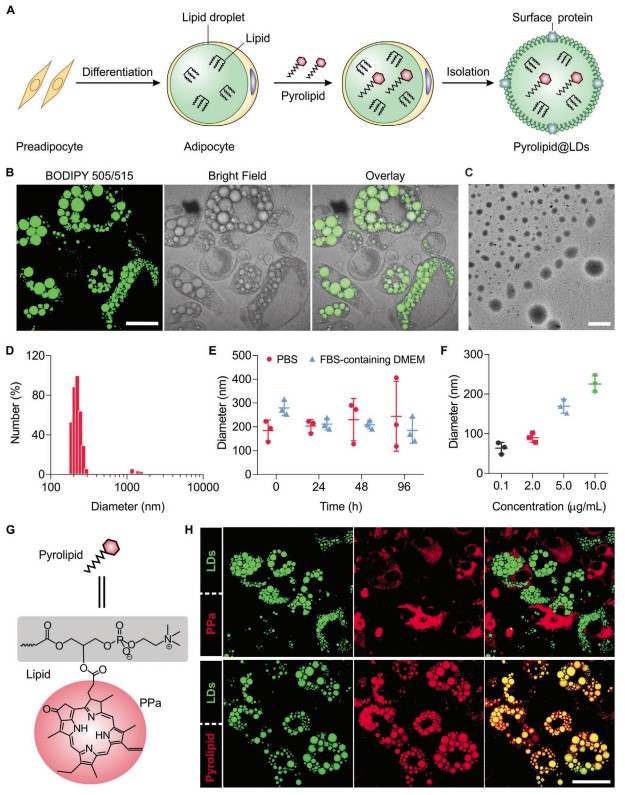 A
Lipid droplet
Lipid
Surface protein
Differentiation
Pyrolipid
Isolation
Preadipocyte
Adipocyte
Pyrolipid@LDs
B
BODIPY 505/515
Bright Field
Overlay
C
D
Number (%)
120
80
40
0
100
1000
10000
Diameter (nm)
E
PBS
FBS-containing DMEM
Diameter (nm)
500
400
300
200
100
0
0
24
48
96
Time (h)
F
Diameter (nm)
300
200
100
0
0.1
2.0
5.0
10.0
Concentration (μg/mL)
G
Pyrolipid
O
O
O
P
O
O
O
⊖
N
⊕
O
O
Lipid
PPa
O
N
NH
HN
N
H
LDs
PPa
LDs
Pyrolipid